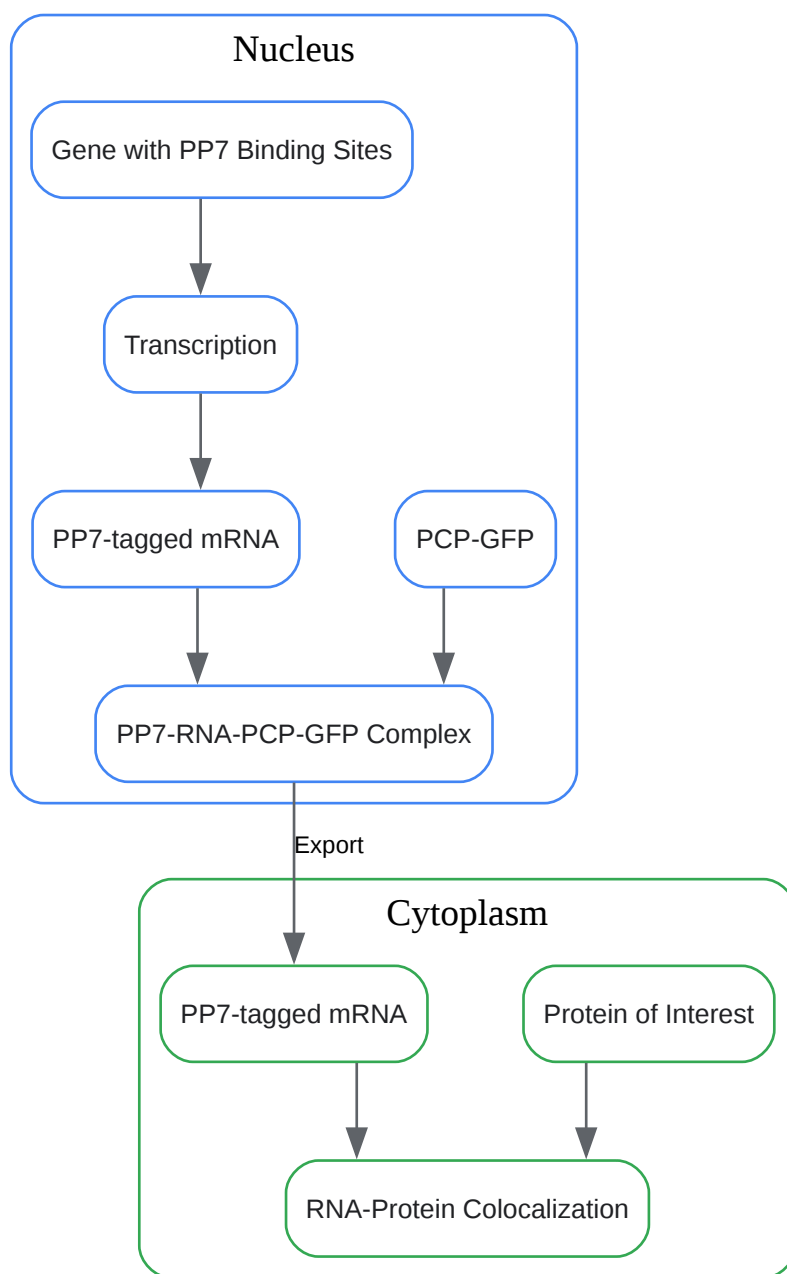 Nucleus
Gene with PP7 Binding Sites
Transcription
PP7-tagged mRNA
PCP-GFP
PP7-RNA-PCP-GFP Complex
Export
Cytoplasm
PP7-tagged mRNA
Protein of Interest
RNA-Protein Colocalization